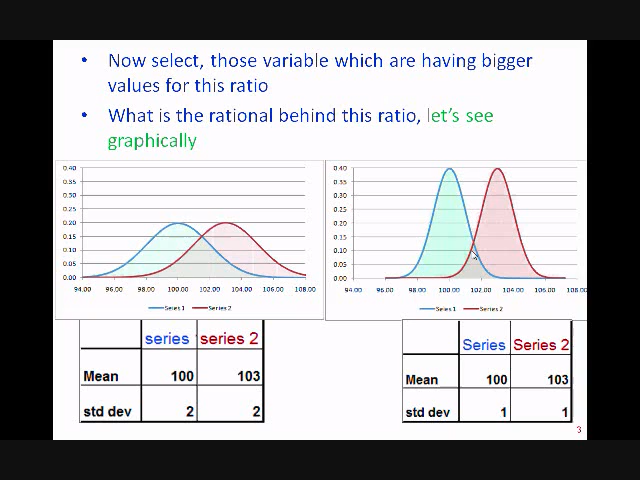 • Now select, those variable which are having bigger
values for this ratio
• What is the rational behind this ratio, let's see
graphically
0.40
0.35
0.30
0.25
0.20
0.15
0.10
0.05
0.00
94.00 96.00 98.00 100.00 102.00 104.00 106.00 108.00
Series 1 Series 2
0.40
0.35
0.30
0.25
0.20
0.15
0.10
0.05
0.00
94.00 96.00 98.00 100.00 102.00 104.00 106.00 108.00
Series 1 Series 2
series series 2
Mean 100 103
std dev 2 2
Series Series 2
Mean 100 103
std dev 1 1
3